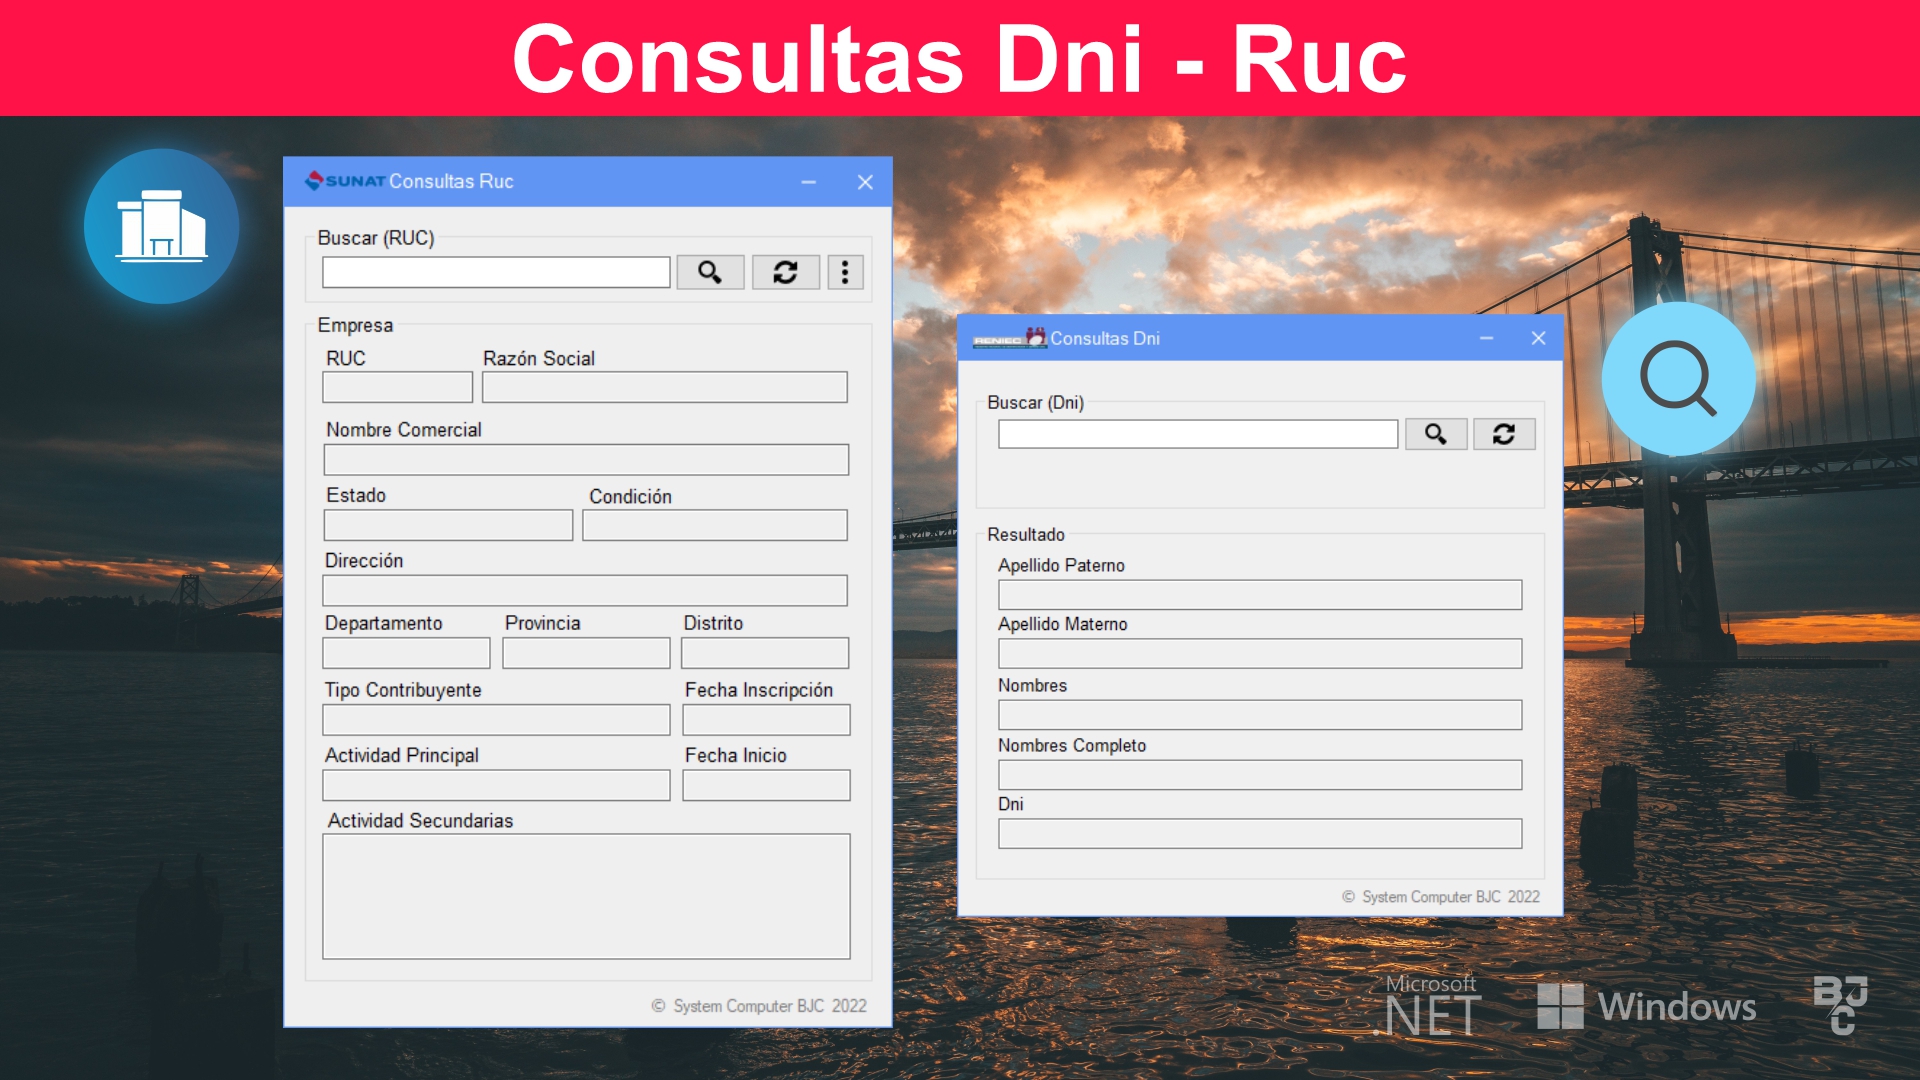 Consultas Dni - Ruc
SUNAT Consultas Ruc
Buscar (RUC)
Empresa
RUC Razón Social
Nombre Comercial
Estado Condición
Dirección
Departamento Provincia Distrito
Tipo Contribuyente Fecha Inscripción
Actividad Principal Fecha Inicio
Actividad Secundarias
© System Computer BJC 2022
RENIEC Consultas Dni
Buscar (Dni)
Resultado
Apellido Paterno
Apellido Materno
Nombres
Nombres Completo
Dni
© System Computer BJC 2022
Microsoft
.NET
Windows
BJC